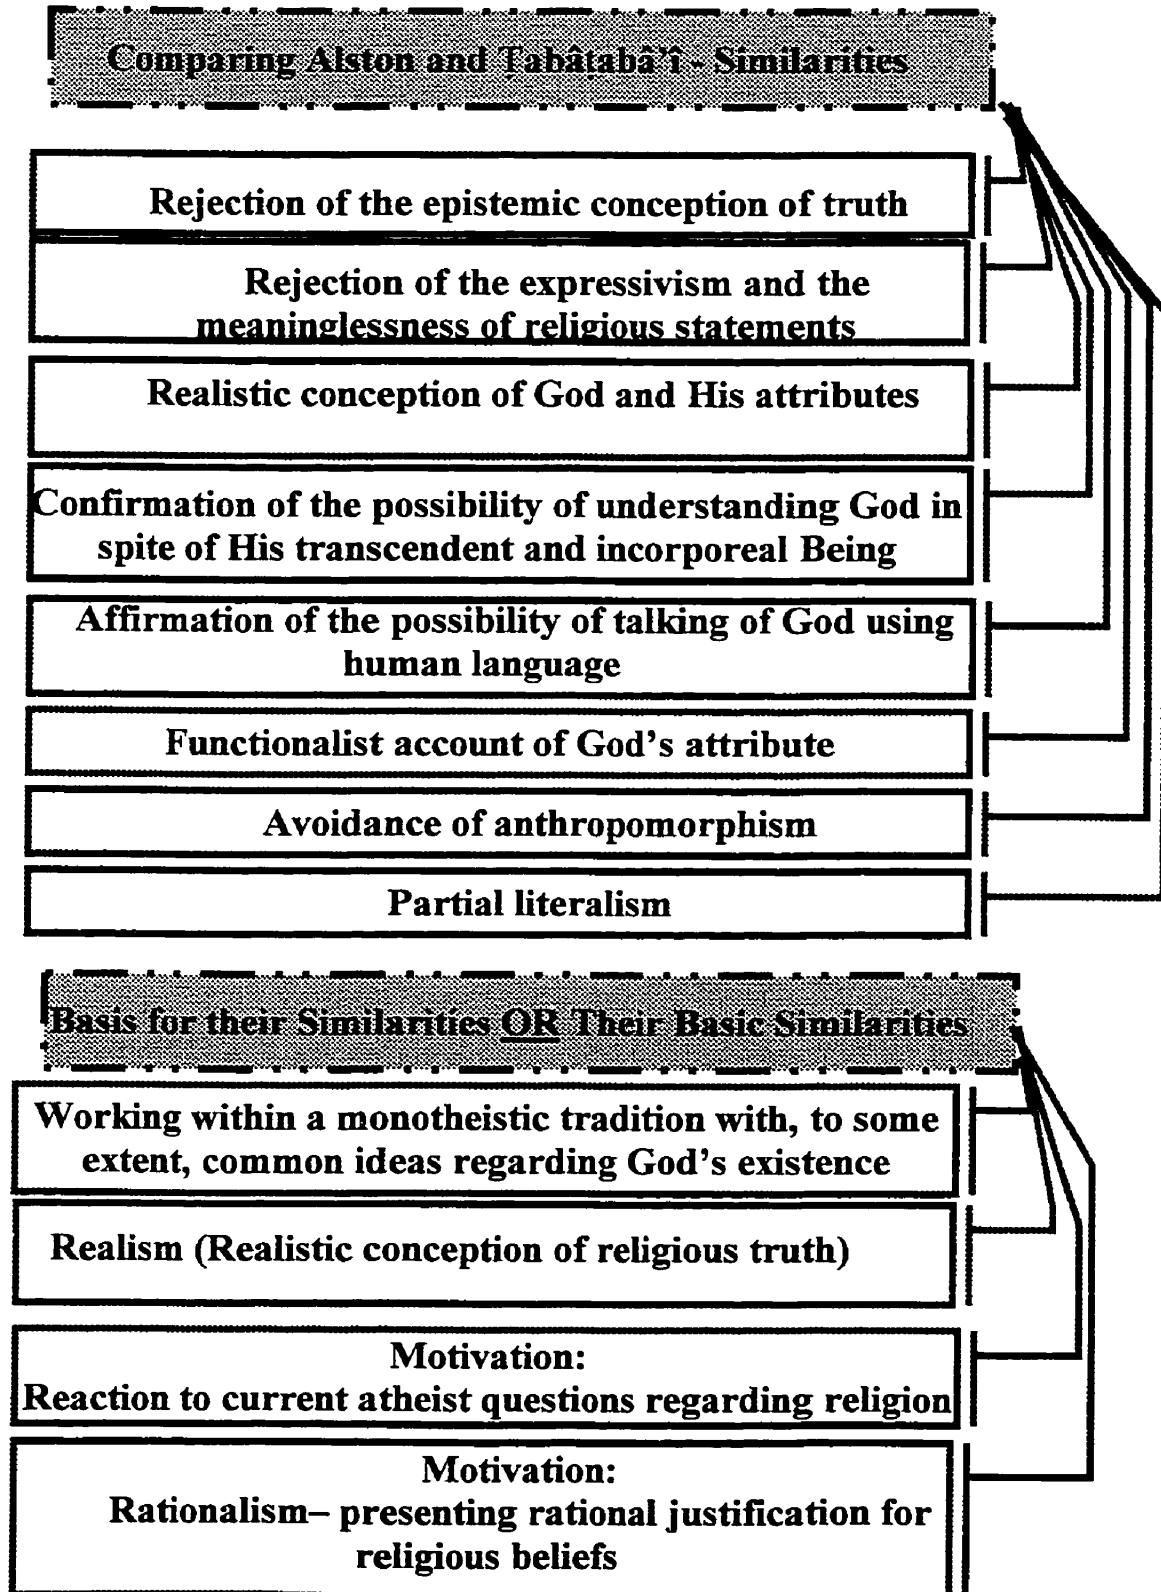 Comparing Alston and Ṭabâṭabâ'î - Similarities
Rejection of the epistemic conception of truth
Rejection of the expressivism and the
meaninglessness of religious statements
Realistic conception of God and His attributes
Confirmation of the possibility of understanding God in
spite of His transcendent and incorporeal Being
Affirmation of the possibility of talking of God using
human language
Functionalist account of God's attribute
Avoidance of anthropomorphism
Partial literalism
Basis for their Similarities OR Their Basic Similarities
Working within a monotheistic tradition with, to some
extent, common ideas regarding God's existence
Realism (Realistic conception of religious truth)
Motivation:
Reaction to current atheist questions regarding religion
Motivation:
Rationalism– presenting rational justification for
religious beliefs